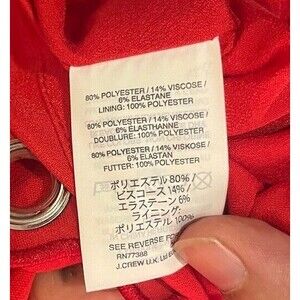 80% POLYESTER / 14% VISCOSE /
6% ELASTANE
LINING: 100% POLYESTER
80% POLYESTER / 14% VISCOSE /
6% ELASTHANNE
DOUBLURE: 100% POLYESTER
80% POLYESTER / 14% VISKOSE /
6% ELASTAN
FUTTER: 100% POLYESTER
ポリエステル 80% /
ビスコース 14% /
エラステーン 6%
ライニング:
ポリエステル 100%
SEE REVERSE FOR
RN77388
J.CREW U.K. Ltd